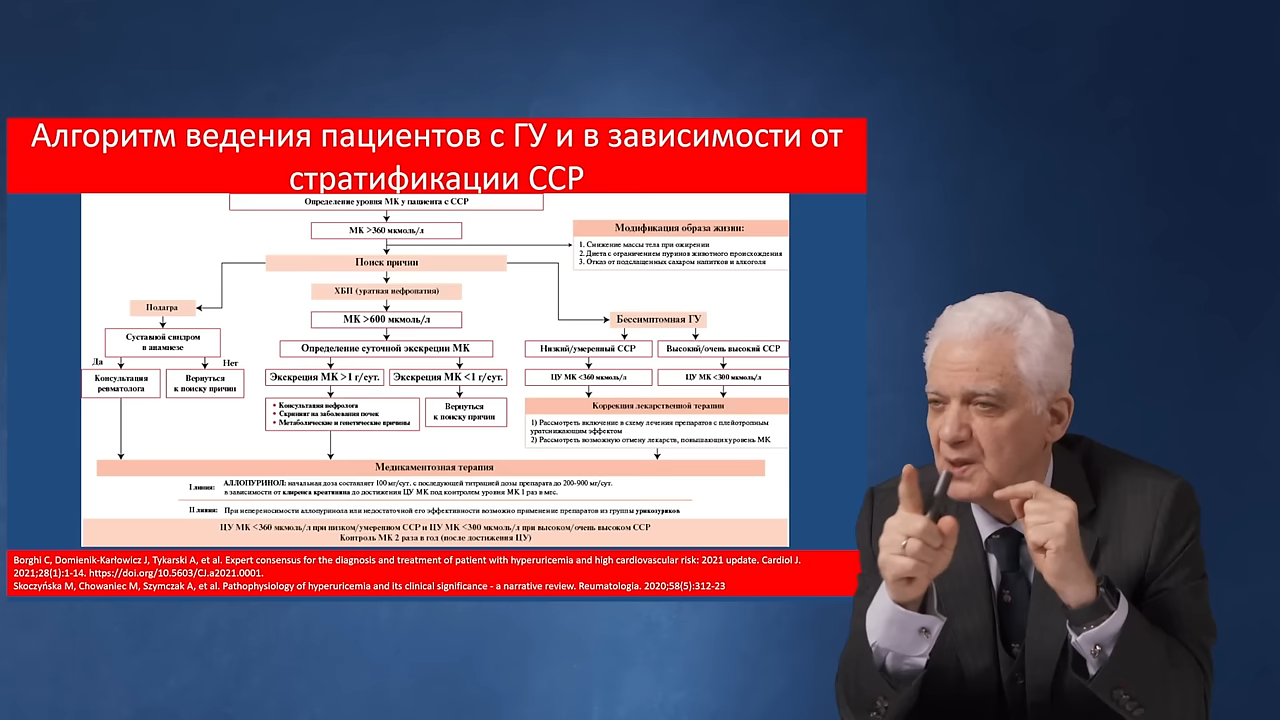 Алгоритм ведения пациентов с ГУ и в зависимости от
стратификации ССР
Определение уровня МК у пациента с ССР
МК >360 мкмоль/л
Модификация образа жизни:
1. Снижение массы тела при ожирении
2. Диета с ограничением пуринов животного происхождения
3. Отказ от подслащенных сахаром напитков и алкоголя
Поиск причин
ХБП (уратная нефропатия)
Подагра
МК >600 мкмоль/л
Бессимптомная ГУ
Суставной синдром
в анамнезе
Определение суточной экскреции МК
Низкий/умеренный ССР
Высокий/очень высокий ССР
Да
Нет
Консультация
ревматолога
Вернуться
к поиску причин
Экскреция МК >1 г/сут.
Экскреция МК <1 г/сут.
ЦУ МК <360 мкмоль/л
ЦУ МК <300 мкмоль/л
• Консультация нефролога
• Скрининг на заболевания почек
• Метаболические и генетические причины
Вернуться
к поиску причин
Коррекция лекарственной терапии
1) Рассмотреть включение в схему лечения препаратов с плейотропным
уратснижающим эффектом
2) Рассмотреть возможную отмену лекарств, повышающих уровень МК
Медикаментозная терапия
I линия: АЛЛОПУРИНОЛ: начальная доза составляет 100 мг/сут. с последующей титрацией дозы препарата до 200-900 мг/сут.
в зависимости от клиренса креатинина до достижения ЦУ МК под контролем уровня МК 1 раз в мес.
II линия: При непереносимости аллопуринола или недостаточной его эффективности возможно применение препаратов из группы урикозуриков
ЦУ МК <360 мкмоль/л при низком/умеренном ССР и ЦУ МК <300 мкмоль/л при высоком/очень высоком ССР
Контроль МК 2 раза в год (после достижения ЦУ)
Borghi C, Domienik-Karłowicz J, Tykarski A, et al. Expert consensus for the diagnosis and treatment of patient with hyperuricemia and high cardiovascular risk: 2021 update. Cardiol J.
2021;28(1):1-14. https://doi.org/10.5603/CJ.a2021.0001.
Skoczyńska M, Chowaniec M, Szymczak A, et al. Pathophysiology of hyperuricemia and its clinical significance - a narrative review. Reumatologia. 2020;58(5):312-23